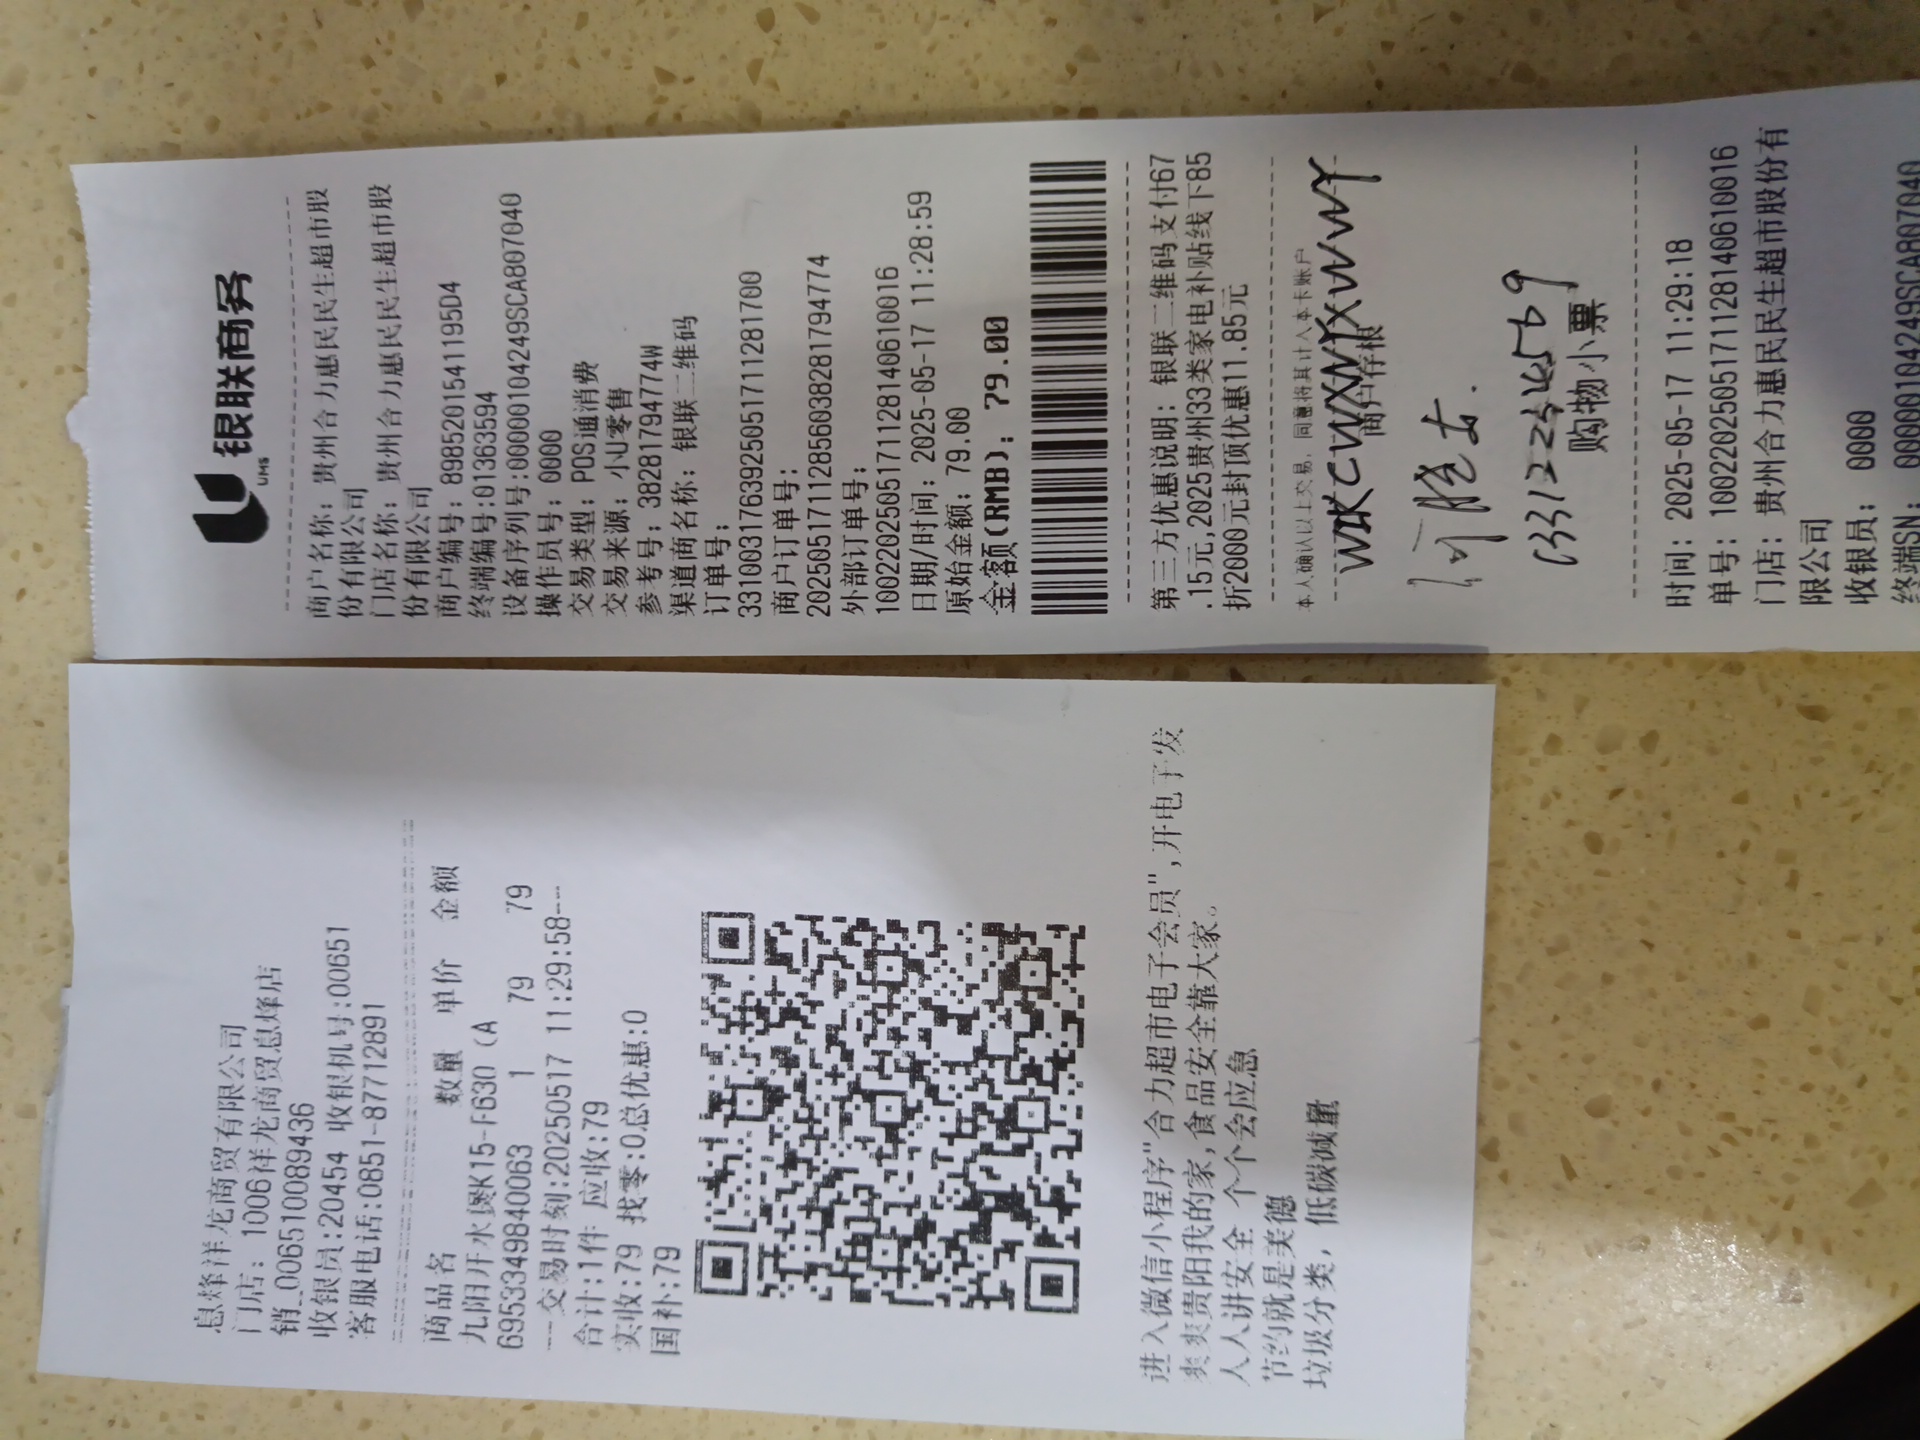 银联商务
UMS
商户名称: 贵州合力惠民民生超市股
份有限公司
门店名称: 贵州合力惠民民生超市股
份有限公司
商户编号: 89852015411 95D4
终端编号:01363594
设备序列号:00000104249SCA807040
操作员号: 0000
交易类型: POS通消费
交易来源: 小U零售
参考号: 38281794774W
渠道商名称: 银联二维码
订单号:
33100317639250517112817 00
商户订单号:
20250517111285603828179 4774
外部订单号:
10022025051711281406100 16
日期/时间: 2025-05-17 11:28:59
原始金额: 79.00
金额(RMB): 79.00
第三方优惠说明: 银联二维码支付67
.15元,2025贵州33类家电补贴线下85
折2000元封顶优惠11.85元
本人确认以上交易, 同意将其计入本卡账户
商户存根
购物小票
时间: 2025-05-17 11:29:18
单号: 1002202505171128140610016
门店: 贵州合力惠民民生超市股份有
限公司
收银员: 0000
终端SN: 00000104249SCA807040
息烽祥龙商贸有限公司
门店: 1006祥龙商贸息烽店
销_006510089436
收银员:20454 收银机号:00651
客服电话:0851-87712891
商品名 数量 单价 金额
九阳开水煲K15-F630 (A
6953349840063 1 79 79
---交易时刻:20250517 11:29:58---
合计:1件 应收:79
实收:79 找零:0总优惠:0
国补:79
进入微信小程序"合力超市电子会员",开电子发
爽爽贵阳我的家,食品安全靠大家。
人人讲安全 个个会应急
节约就是美德
垃圾分类, 低碳减量